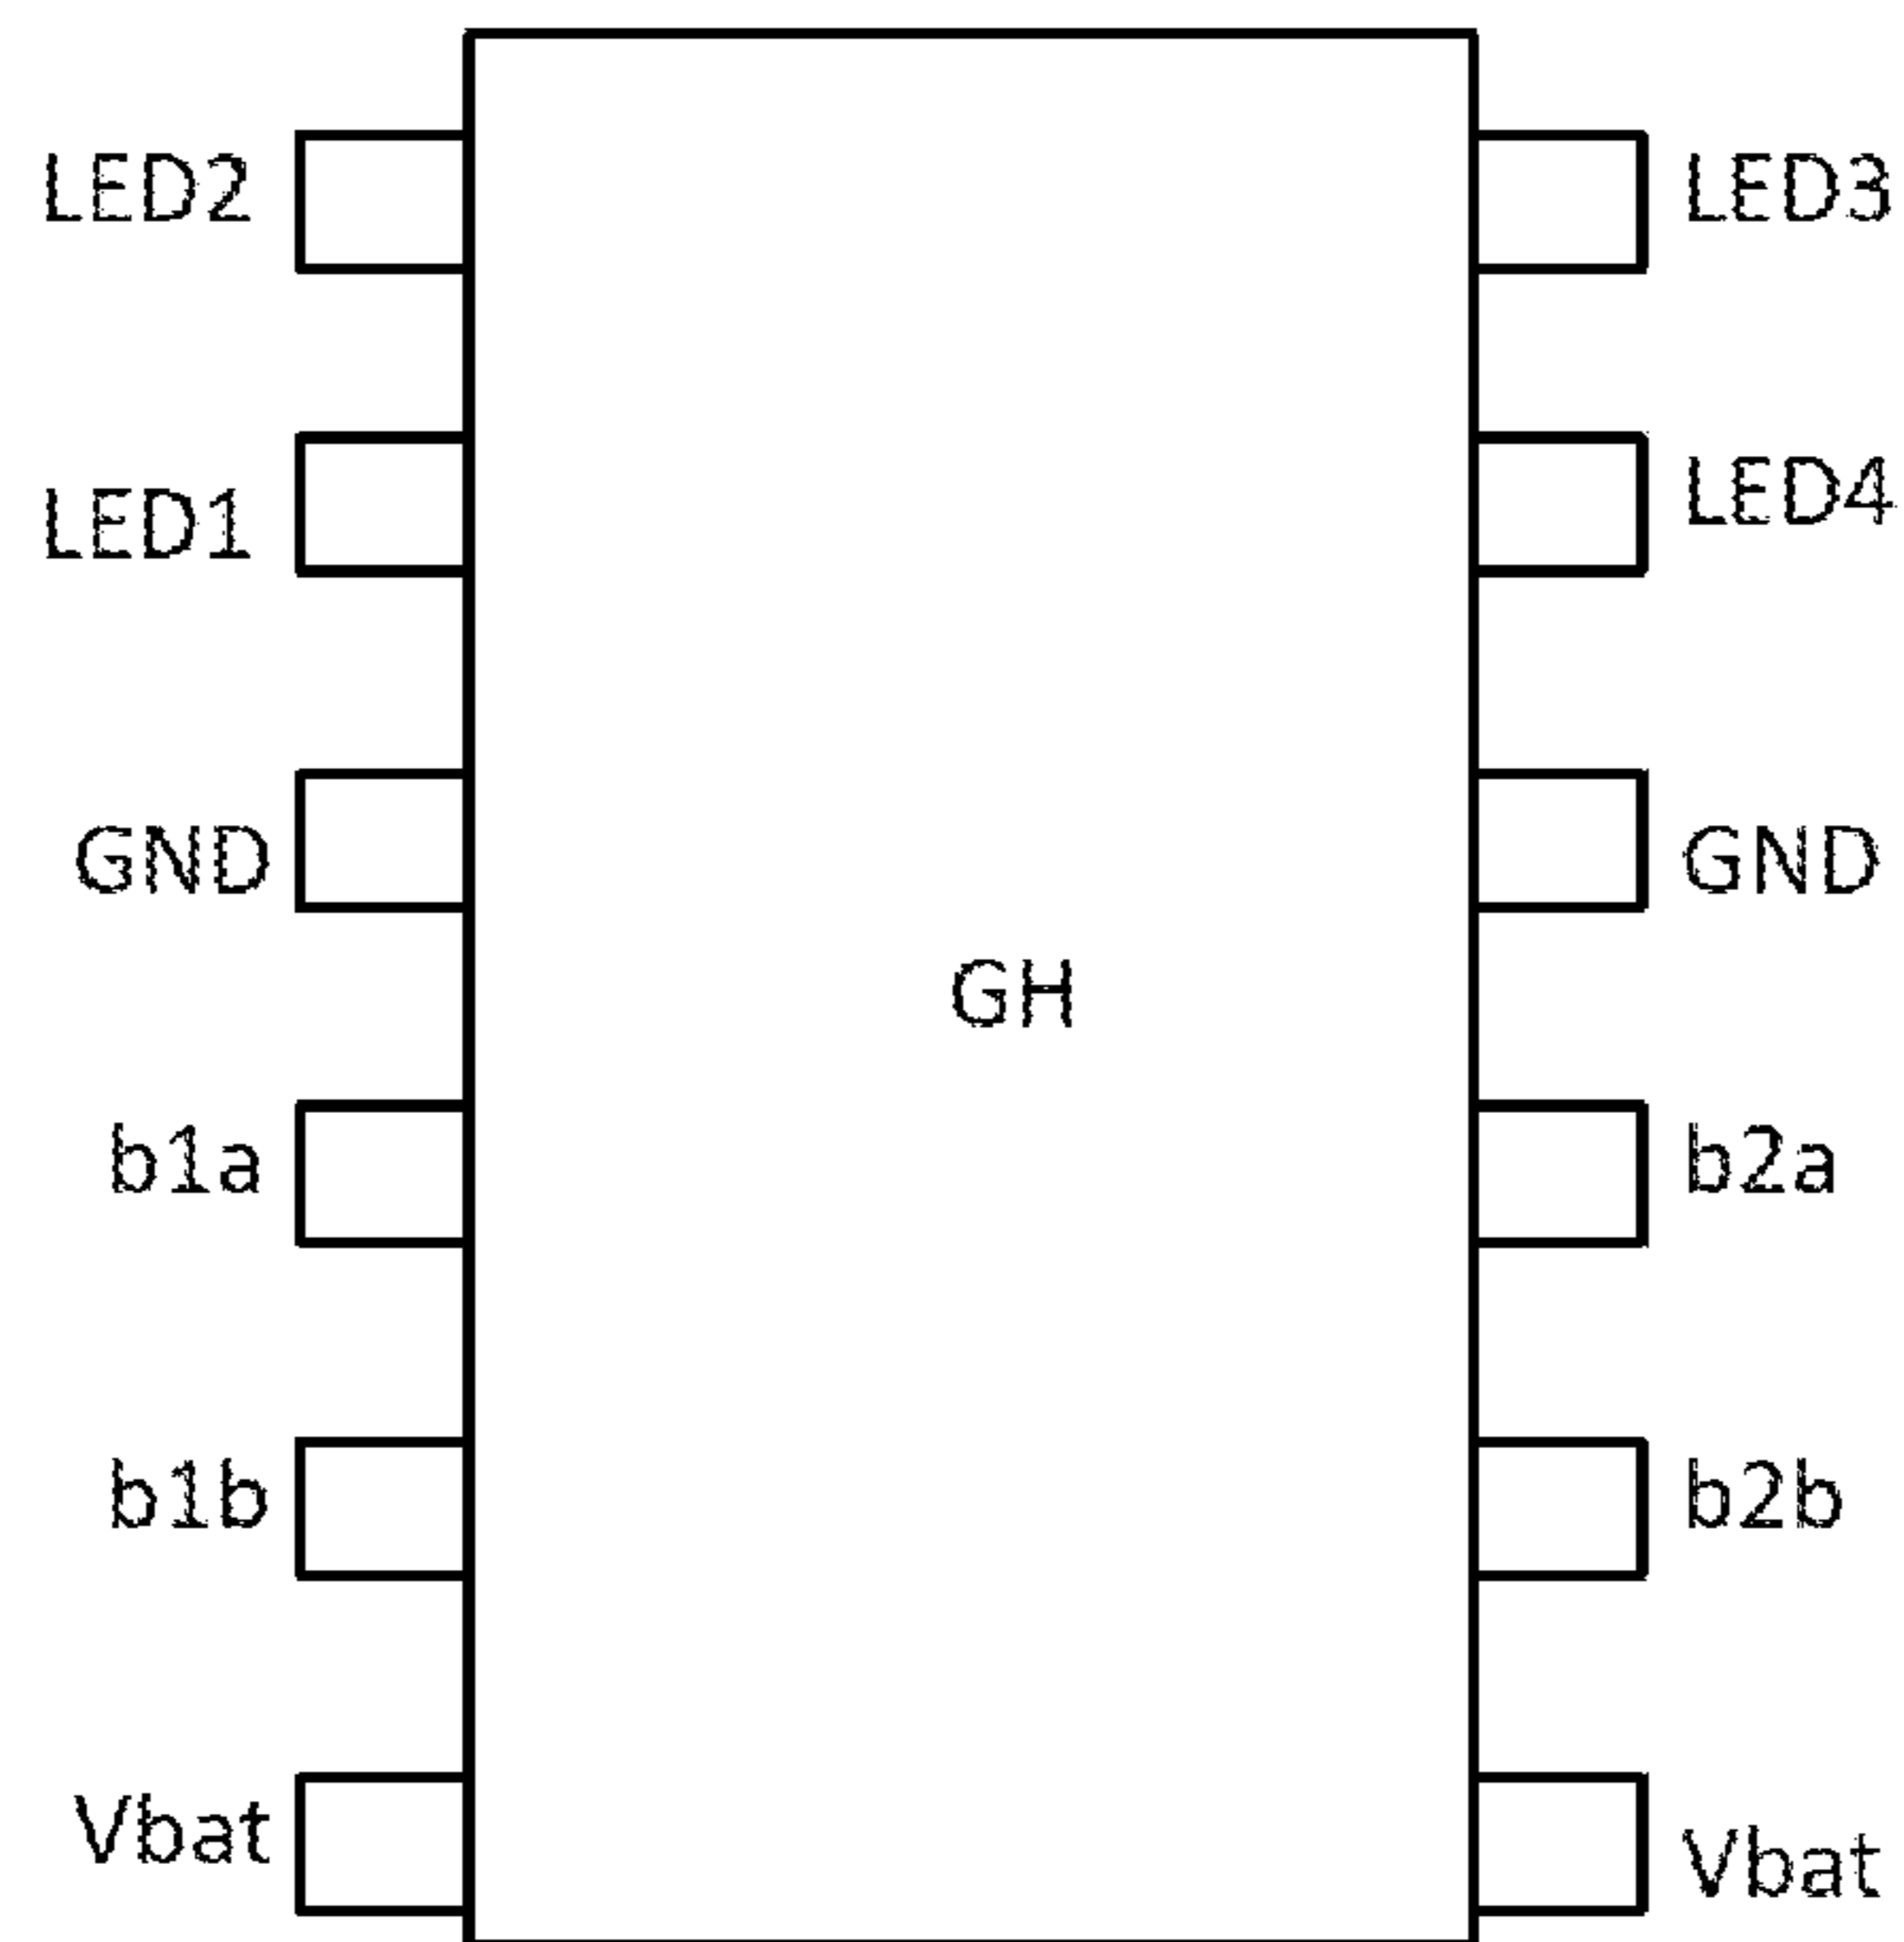 LED2 LED3
LED1 LED4
GND GND
GH
b1a b2a
b1b b2b
Vbat Vbat